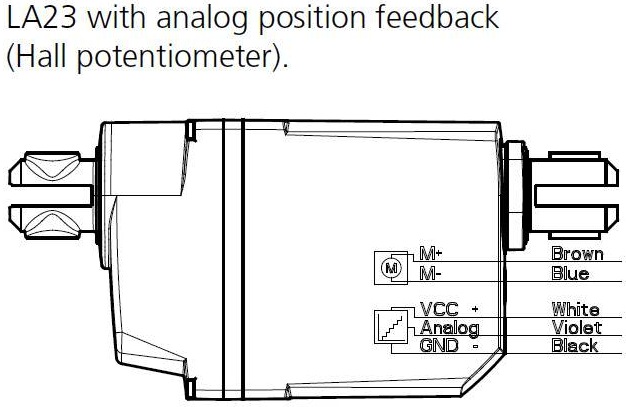 LA23 with analog position feedback
(Hall potentiometer).
M+ Brown
M
M- Blue
VCC + White
Analog Violet
GND - Black